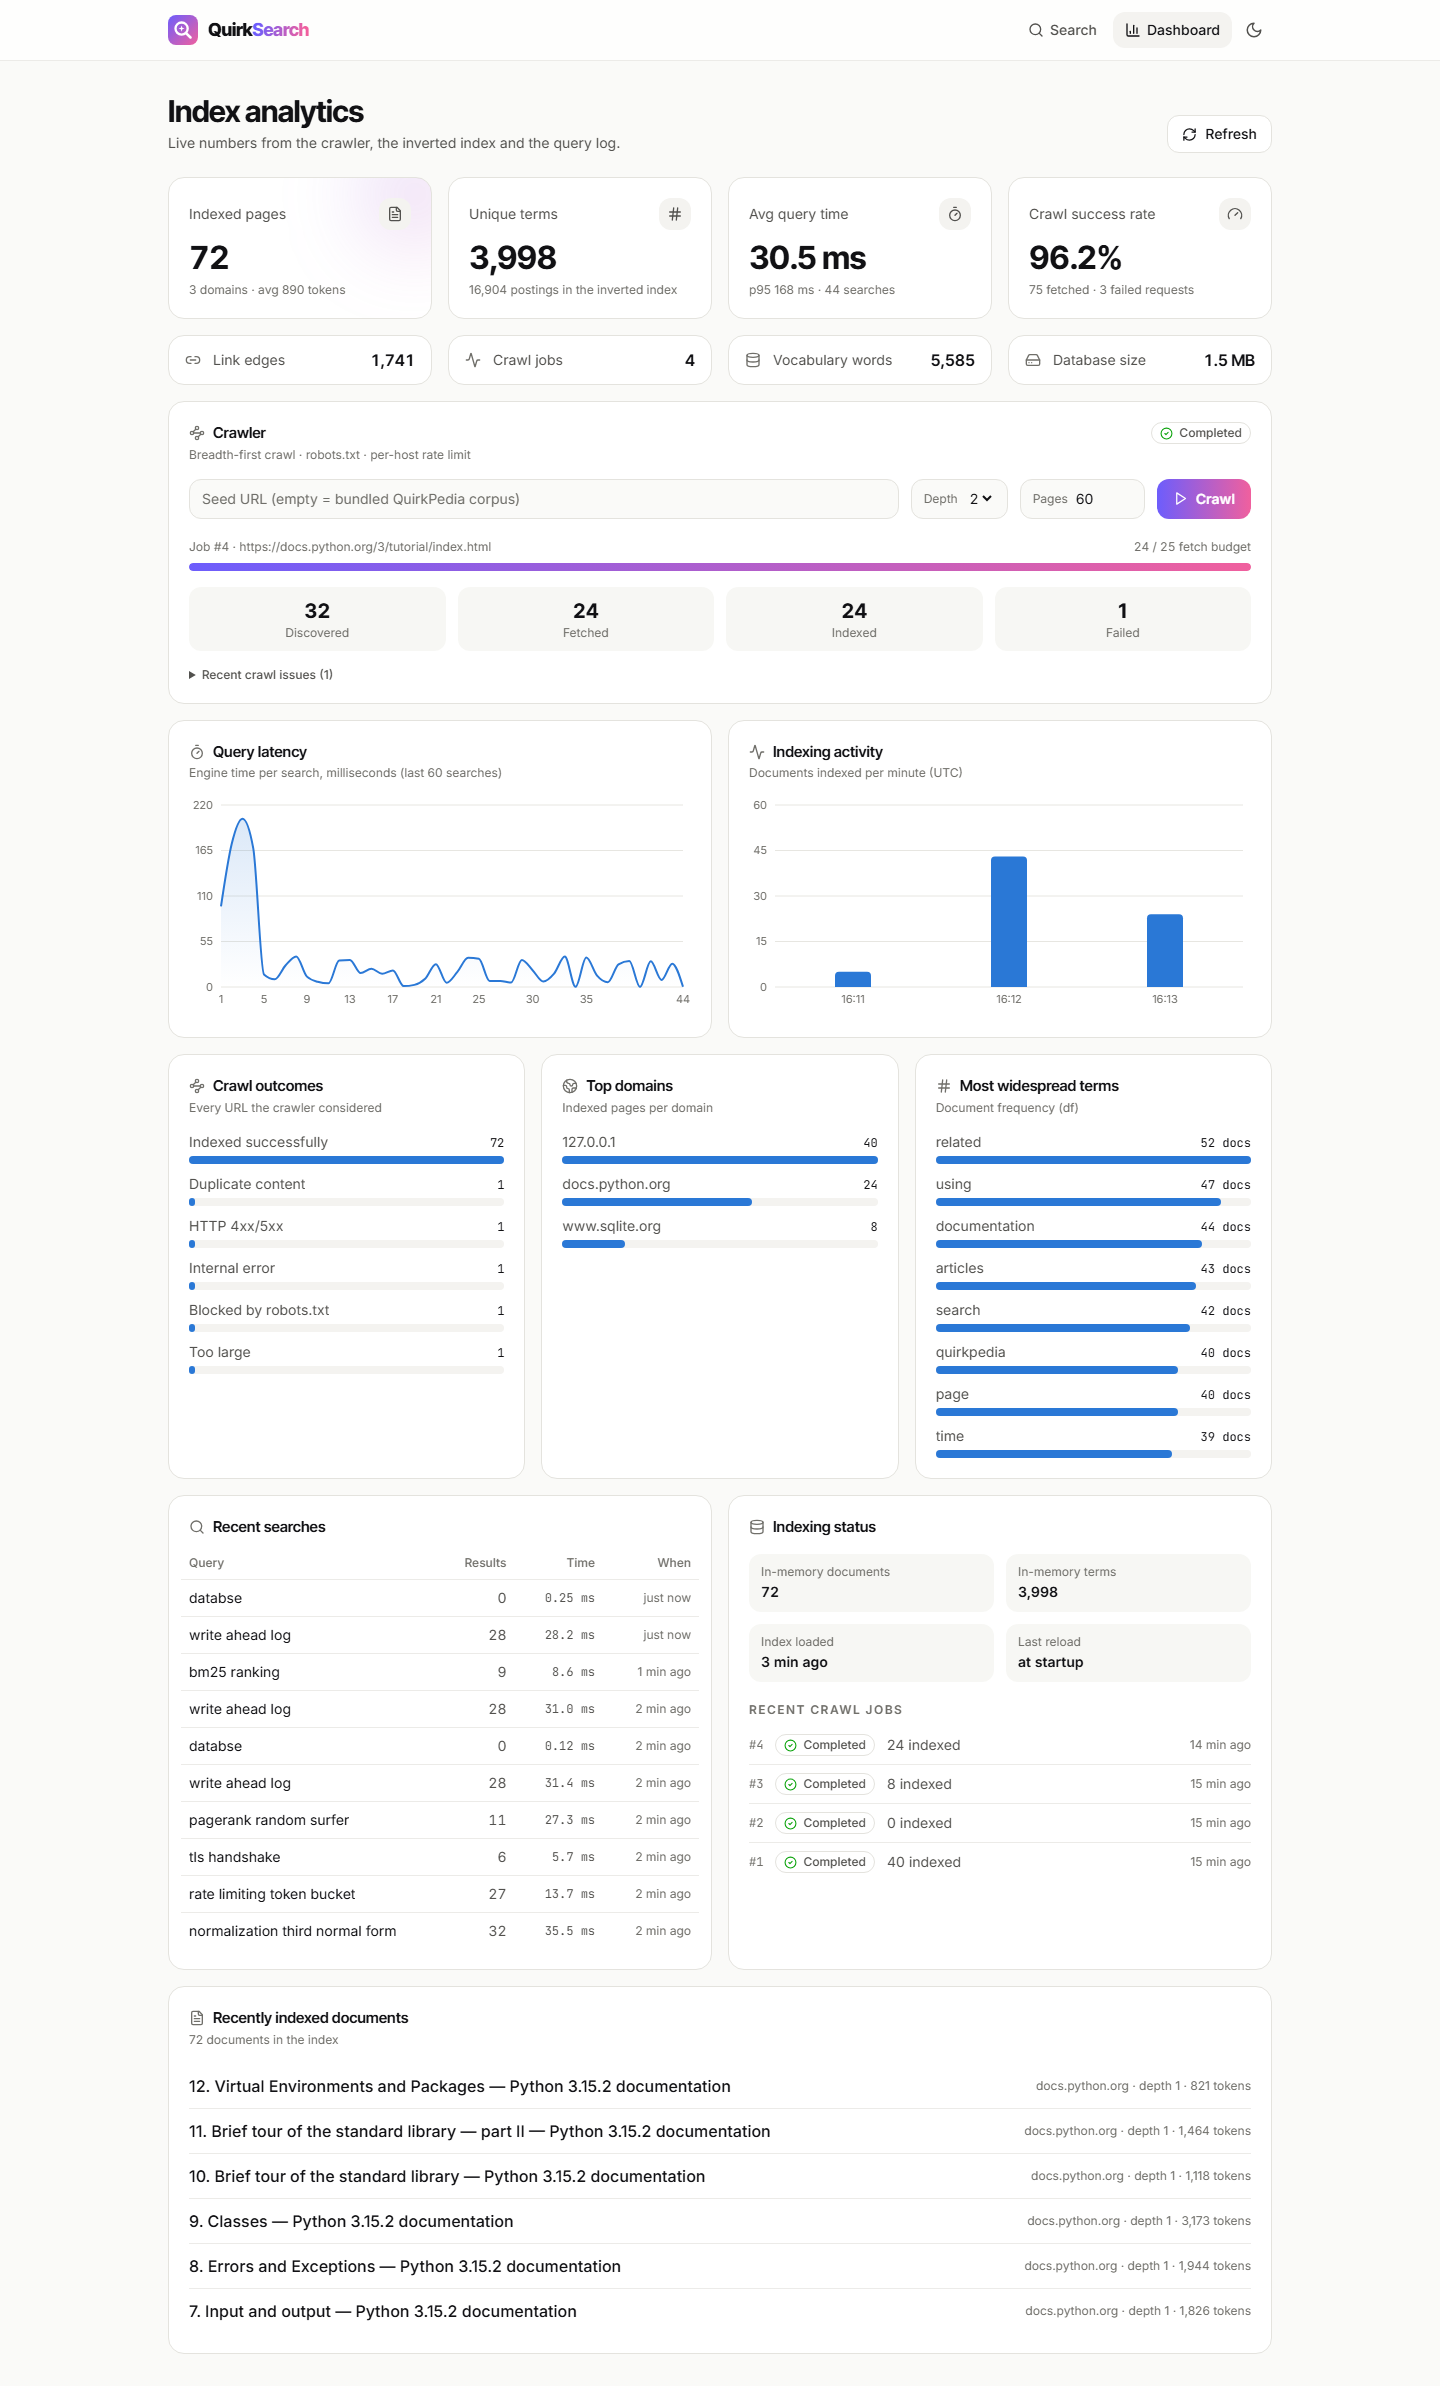 QuirkSearch
Search
Dashboard
Index analytics
Live numbers from the crawler, the inverted index and the query log.
Refresh
Indexed pages
72
3 domains · avg 890 tokens
Unique terms
3,998
16,904 postings in the inverted index
Avg query time
30.5 ms
p95 168 ms · 44 searches
Crawl success rate
96.2%
75 fetched · 3 failed requests
Link edges 1,741
Crawl jobs 4
Vocabulary words 5,585
Database size 1.5 MB
Crawler
Completed
Breadth-first crawl · robots.txt · per-host rate limit
Seed URL (empty = bundled QuirkPedia corpus)
Depth 2
Pages 60
Crawl
Job #4 · https://docs.python.org/3/tutorial/index.html
24 / 25 fetch budget
32
Discovered
24
Fetched
24
Indexed
1
Failed
Recent crawl issues (1)
Query latency
Engine time per search, milliseconds (last 60 searches)
220
165
110
55
0
1 5 9 13 17 21 25 30 35 44
Indexing activity
Documents indexed per minute (UTC)
60
45
30
15
0
16:11 16:12 16:13
Crawl outcomes
Every URL the crawler considered
Indexed successfully 72
Duplicate content 1
HTTP 4xx/5xx 1
Internal error 1
Blocked by robots.txt 1
Too large 1
Top domains
Indexed pages per domain
127.0.0.1 40
docs.python.org 24
www.sqlite.org 8
Most widespread terms
Document frequency (df)
related 52 docs
using 47 docs
documentation 44 docs
articles 43 docs
search 42 docs
quirkpedia 40 docs
page 40 docs
time 39 docs
Recent searches
Query Results Time When
databse 0 0.25 ms just now
write ahead log 28 28.2 ms just now
bm25 ranking 9 8.6 ms 1 min ago
write ahead log 28 31.0 ms 2 min ago
databse 0 0.12 ms 2 min ago
write ahead log 28 31.4 ms 2 min ago
pagerank random surfer 11 27.3 ms 2 min ago
tls handshake 6 5.7 ms 2 min ago
rate limiting token bucket 27 13.7 ms 2 min ago
normalization third normal form 32 35.5 ms 2 min ago
Indexing status
In-memory documents
72
In-memory terms
3,998
Index loaded
3 min ago
Last reload
at startup
RECENT CRAWL JOBS
#4 Completed 24 indexed 14 min ago
#3 Completed 8 indexed 15 min ago
#2 Completed 0 indexed 15 min ago
#1 Completed 40 indexed 15 min ago
Recently indexed documents
72 documents in the index
12. Virtual Environments and Packages — Python 3.15.2 documentation docs.python.org · depth 1 · 821 tokens
11. Brief tour of the standard library — part II — Python 3.15.2 documentation docs.python.org · depth 1 · 1,464 tokens
10. Brief tour of the standard library — Python 3.15.2 documentation docs.python.org · depth 1 · 1,118 tokens
9. Classes — Python 3.15.2 documentation docs.python.org · depth 1 · 3,173 tokens
8. Errors and Exceptions — Python 3.15.2 documentation docs.python.org · depth 1 · 1,944 tokens
7. Input and output — Python 3.15.2 documentation docs.python.org · depth 1 · 1,826 tokens